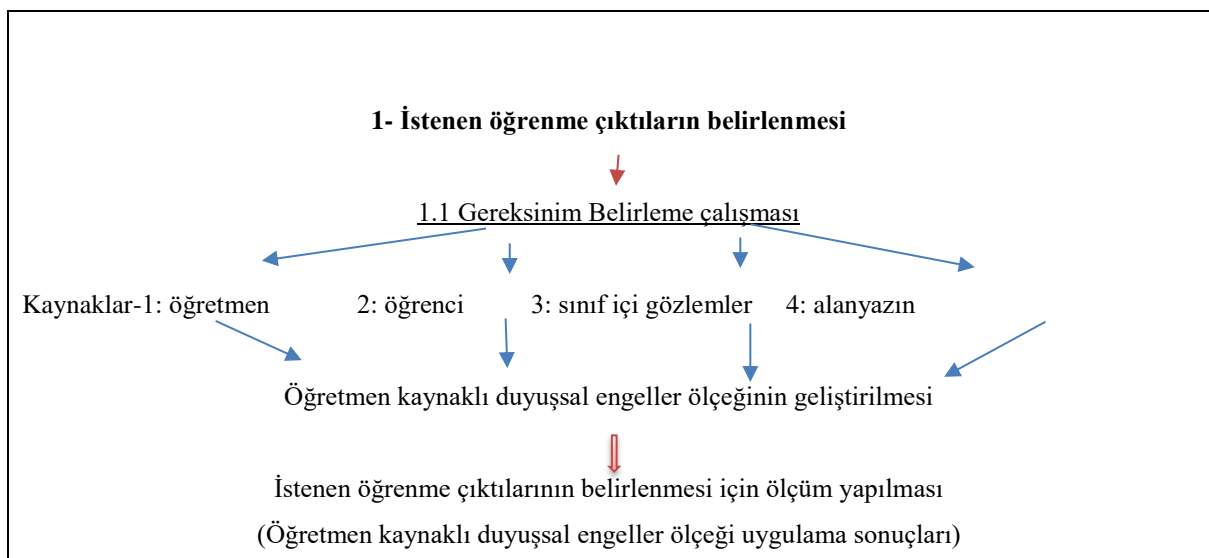 1- İstenen öğrenme çıktıların belirlenmesi
1.1 Gereksinim Belirleme çalışması
Kaynaklar-1: öğretmen 2: öğrenci 3: sınıf içi gözlemler 4: alanyazın
Öğretmen kaynaklı duyuşsal engeller ölçeğinin geliştirilmesi
İstenen öğrenme çıktılarının belirlenmesi için ölçüm yapılması
(Öğretmen kaynaklı duyuşsal engeller ölçeği uygulama sonuçları)